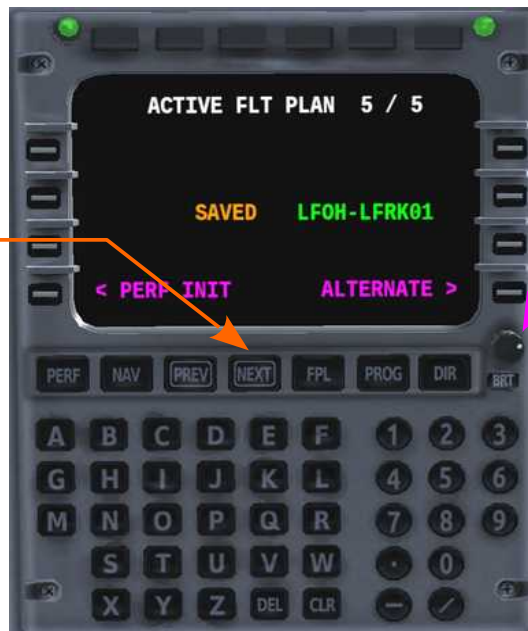 ACTIVE FLT PLAN 5 / 5
SAVED LFOH-LFRK01
< PERF INIT ALTERNATE >
PERF NAV PREV NEXT FPL PROG DIR BRT
A B C D E F 1 2 3
G H I J K L 4 5 6
M N O P Q R 7 8 9
S T U V W · 0
X Y Z DEL CLR − /